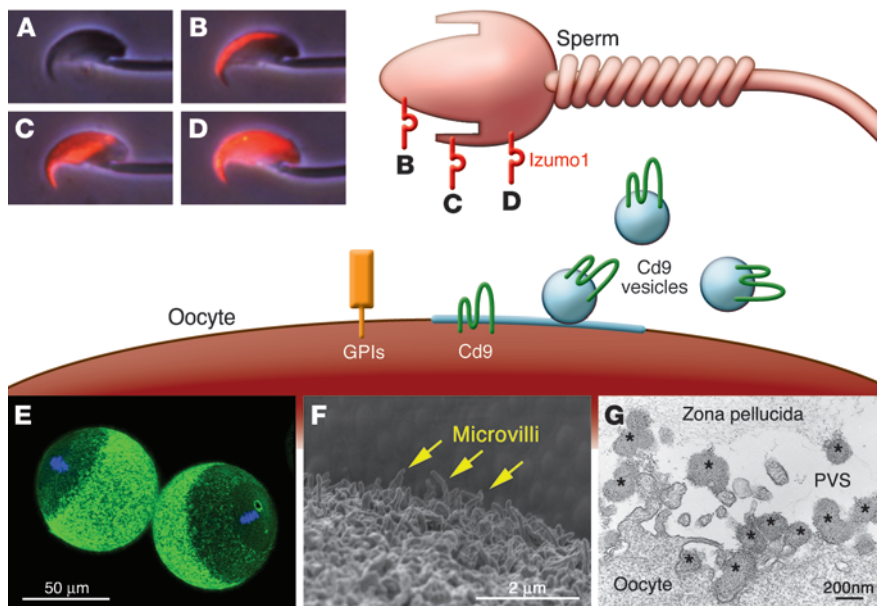 A
B
C
D
Sperm
Izumo1
B
C
D
Cd9
vesicles
Oocyte
GPIs
Cd9
E
50 μm
F
Microvilli
2 μm
G
Zona pellucida
PVS
Oocyte
200nm